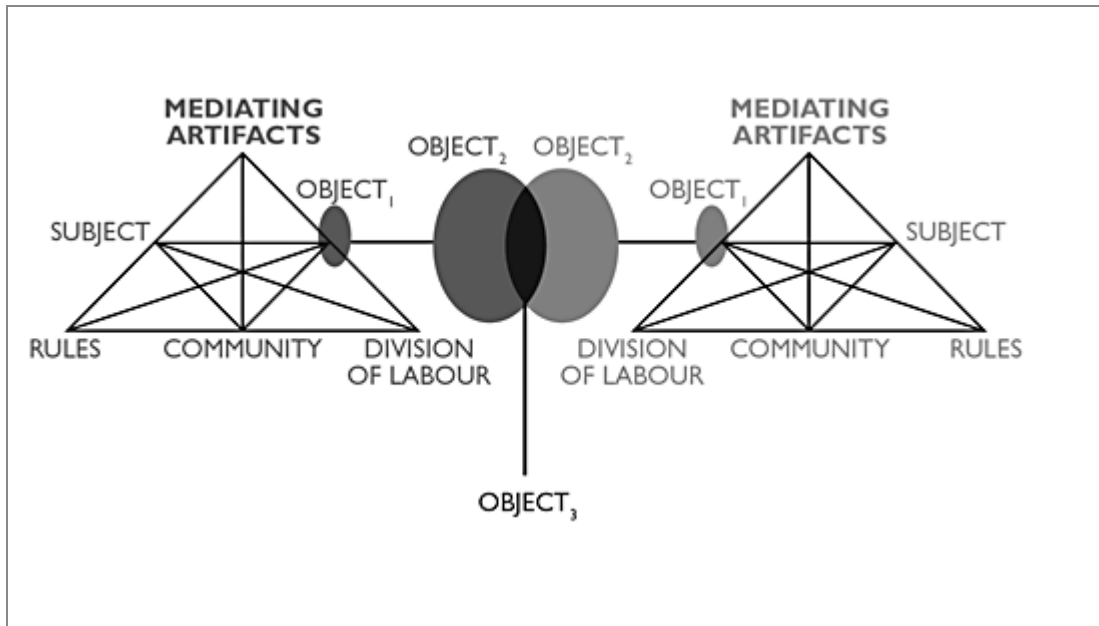 MEDIATING
ARTIFACTS
MEDIATING
ARTIFACTS
OBJECT₂
OBJECT₂
OBJECT₁
OBJECT₁
SUBJECT
SUBJECT
RULES
COMMUNITY
DIVISION
OF LABOUR
DIVISION
OF LABOUR
COMMUNITY
RULES
OBJECT₃